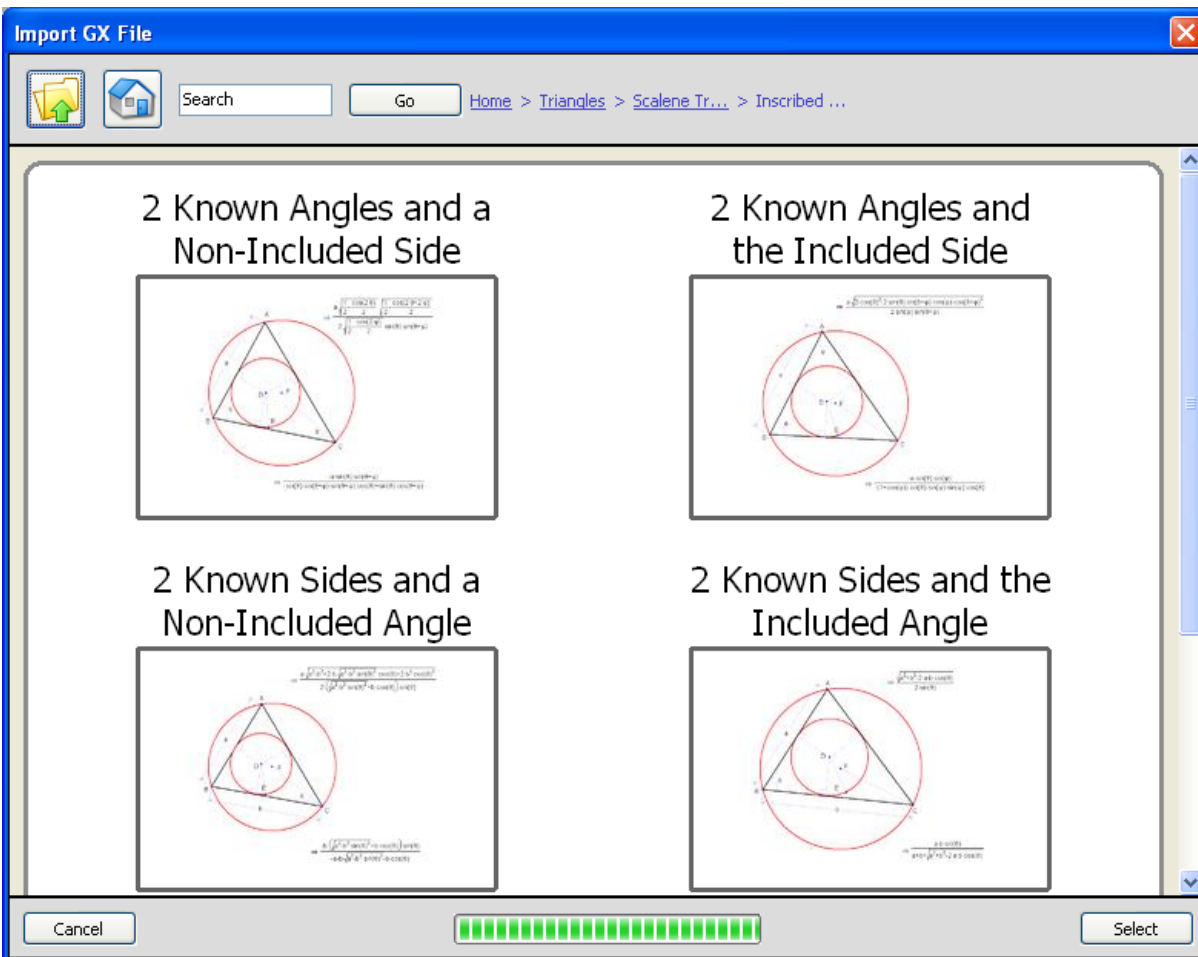 Import GX File
Search Go Home > Triangles > Scalene Tr... > Inscribed ...
2 Known Angles and a
Non-Included Side
2 Known Angles and
the Included Side
A
B
C
D
A
B
C
D
E
2 Known Sides and a
Non-Included Angle
2 Known Sides and the
Included Angle
A
B
C
D
E
A
B
C
D
E
F
Cancel Select